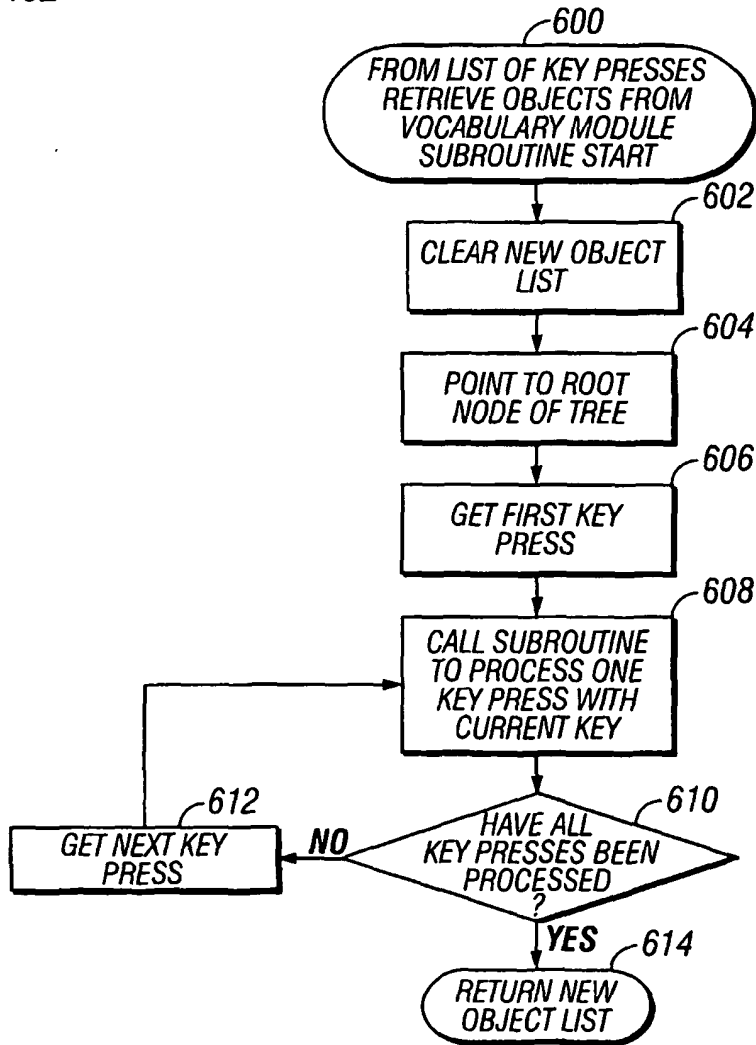 600
FROM LIST OF KEY PRESSES
RETRIEVE OBJECTS FROM
VOCABULARY MODULE
SUBROUTINE START
602
CLEAR NEW OBJECT
LIST
604
POINT TO ROOT
NODE OF TREE
606
GET FIRST KEY
PRESS
608
CALL SUBROUTINE
TO PROCESS ONE
KEY PRESS WITH
CURRENT KEY
610
HAVE ALL
KEY PRESSES BEEN
PROCESSED
?
NO
612
GET NEXT KEY
PRESS
YES
614
RETURN NEW
OBJECT LIST